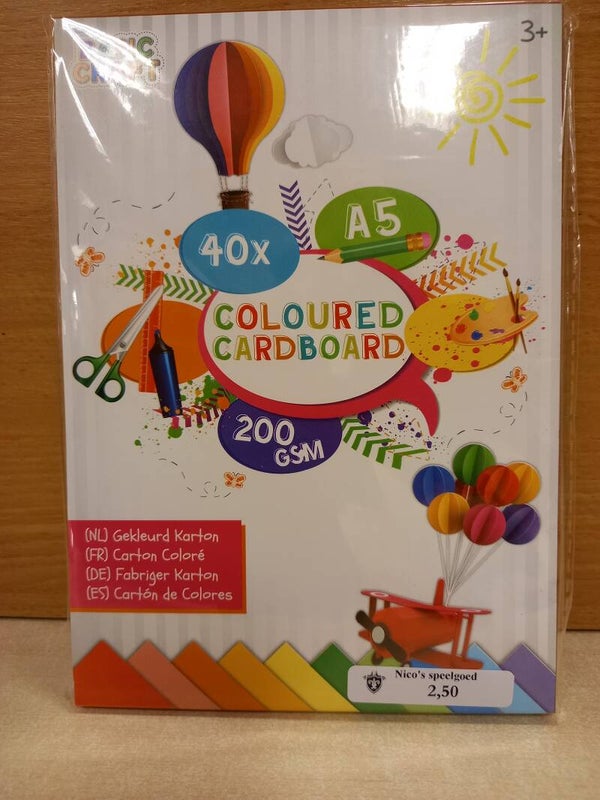 3+
CRAFT
A5
40x
COLOURED
CARDBOARD
200
GSM
(NL) Gekleurd Karton
(FR) Carton Coloré
(DE) Fabriger Karton
(ES) Cartón de Colores
Nico's speelgoed
2,50